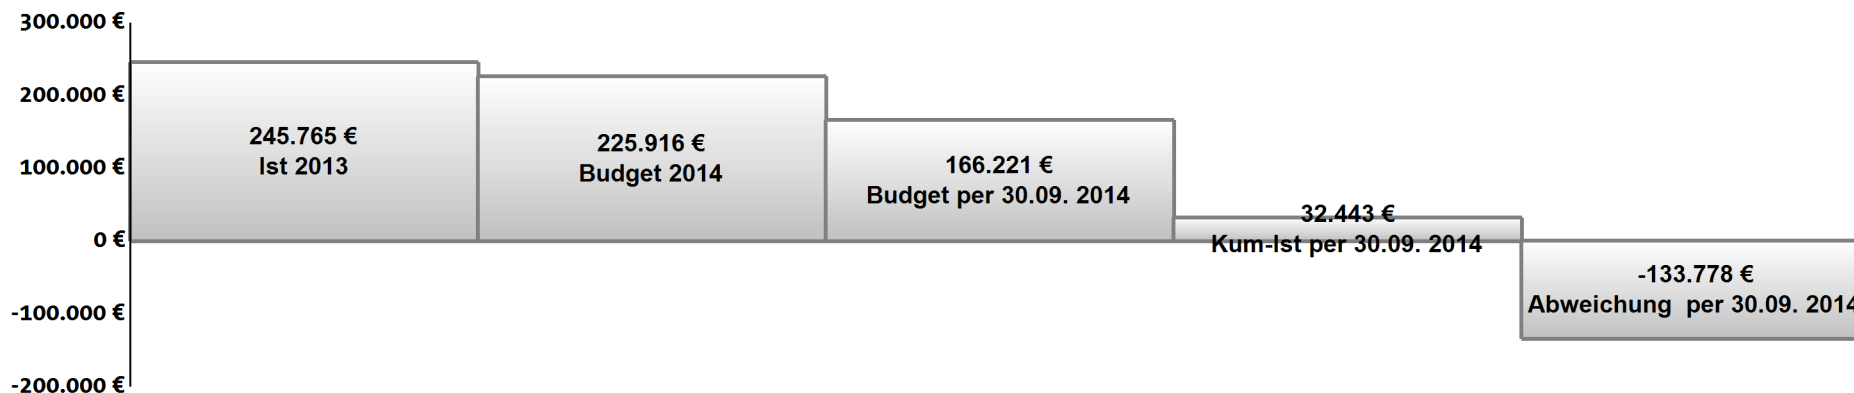 300.000 €
200.000 €
100.000 €
0 €
-100.000 €
-200.000 €
245.765 €
Ist 2013
225.916 €
Budget 2014
166.221 €
Budget per 30.09. 2014
32.443 €
Kum-Ist per 30.09. 2014
-133.778 €
Abweichung  per 30.09. 2014